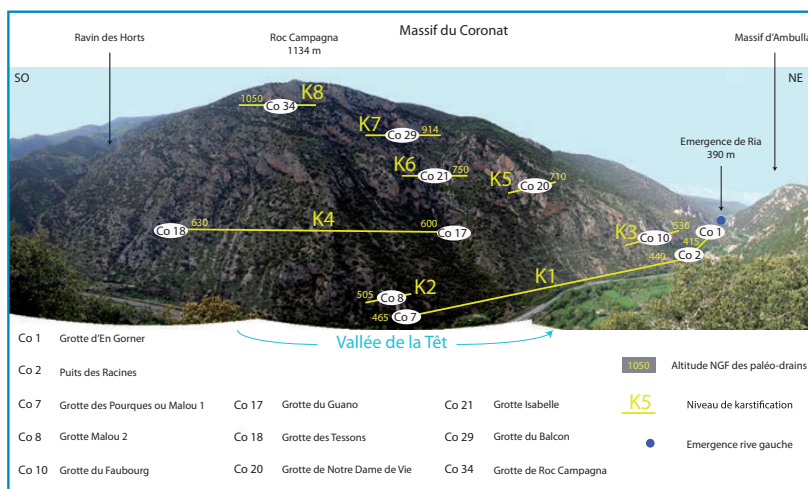 Massif du Coronat
Ravin des Horts
Roc Campagna
1134 m
Massif d'Ambulla
SO
NE
1050
K8
Co 34
K7
914
Co 29
Emergence de Ria
390 m
K6
750
Co 21
K5
710
Co 20
630
K4
600
Co 18
Co 17
K3
530
Co 10
Co 1
415
440
Co 2
K1
505
K2
Co 8
465
Co 7
Vallée de la Têt
Co 1 Grotte d'En Gorner
Co 2 Puits des Racines
Co 7 Grotte des Pourques ou Malou 1
Co 8 Grotte Malou 2
Co 10 Grotte du Faubourg
Co 17 Grotte du Guano
Co 18 Grotte des Tessons
Co 20 Grotte de Notre Dame de Vie
Co 21 Grotte Isabelle
Co 29 Grotte du Balcon
Co 34 Grotte de Roc Campagna
1050 Altitude NGF des paléo-drains
K5 Niveau de karstification
Emergence rive gauche